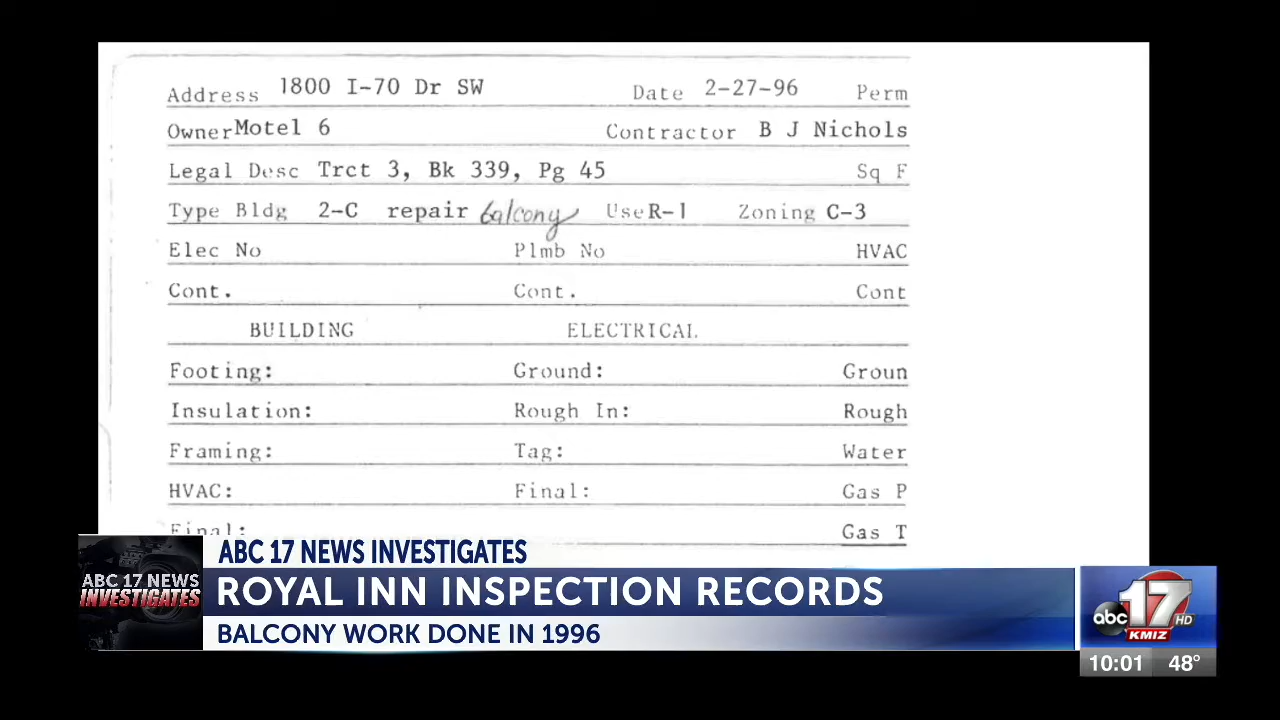 Address 1800 I-70 Dr SW Date 2-27-96 Perm
Owner Motel 6 Contractor B J Nichols
Legal Desc Trct 3, Bk 339, Pg 45 Sq F
Type Bldg 2-C repair balcony Use R-1 Zoning C-3
Elec No Plmb No HVAC
Cont. Cont. Cont
BUILDING ELECTRICAL
Footing: Ground: Groun
Insulation: Rough In: Rough
Framing: Tag: Water
HVAC: Final: Gas P
Final: Gas T
ABC 17 NEWS INVESTIGATES
ABC 17 NEWS
INVESTIGATES
ROYAL INN INSPECTION RECORDS
BALCONY WORK DONE IN 1996
abc 17 HD
KMIZ
10:01 48°